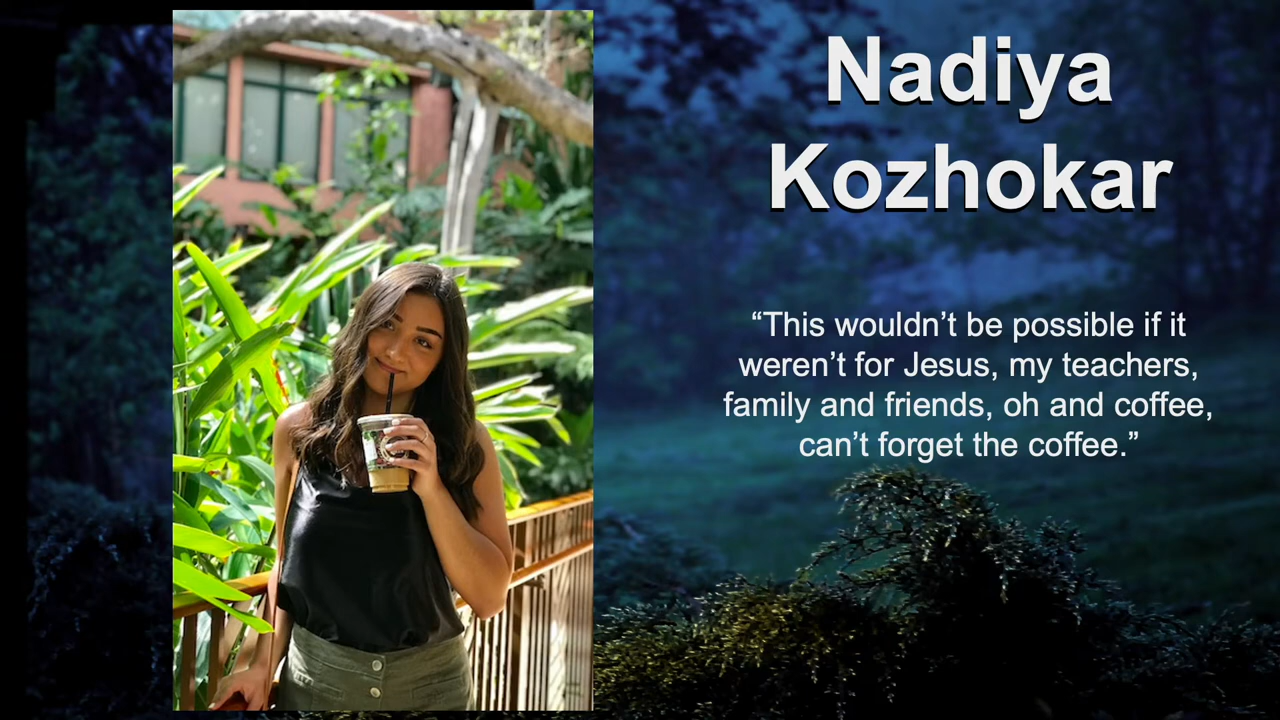 Nadiya
Kozhokar
“This wouldn’t be possible if it
weren’t for Jesus, my teachers,
family and friends, oh and coffee,
can’t forget the coffee.”